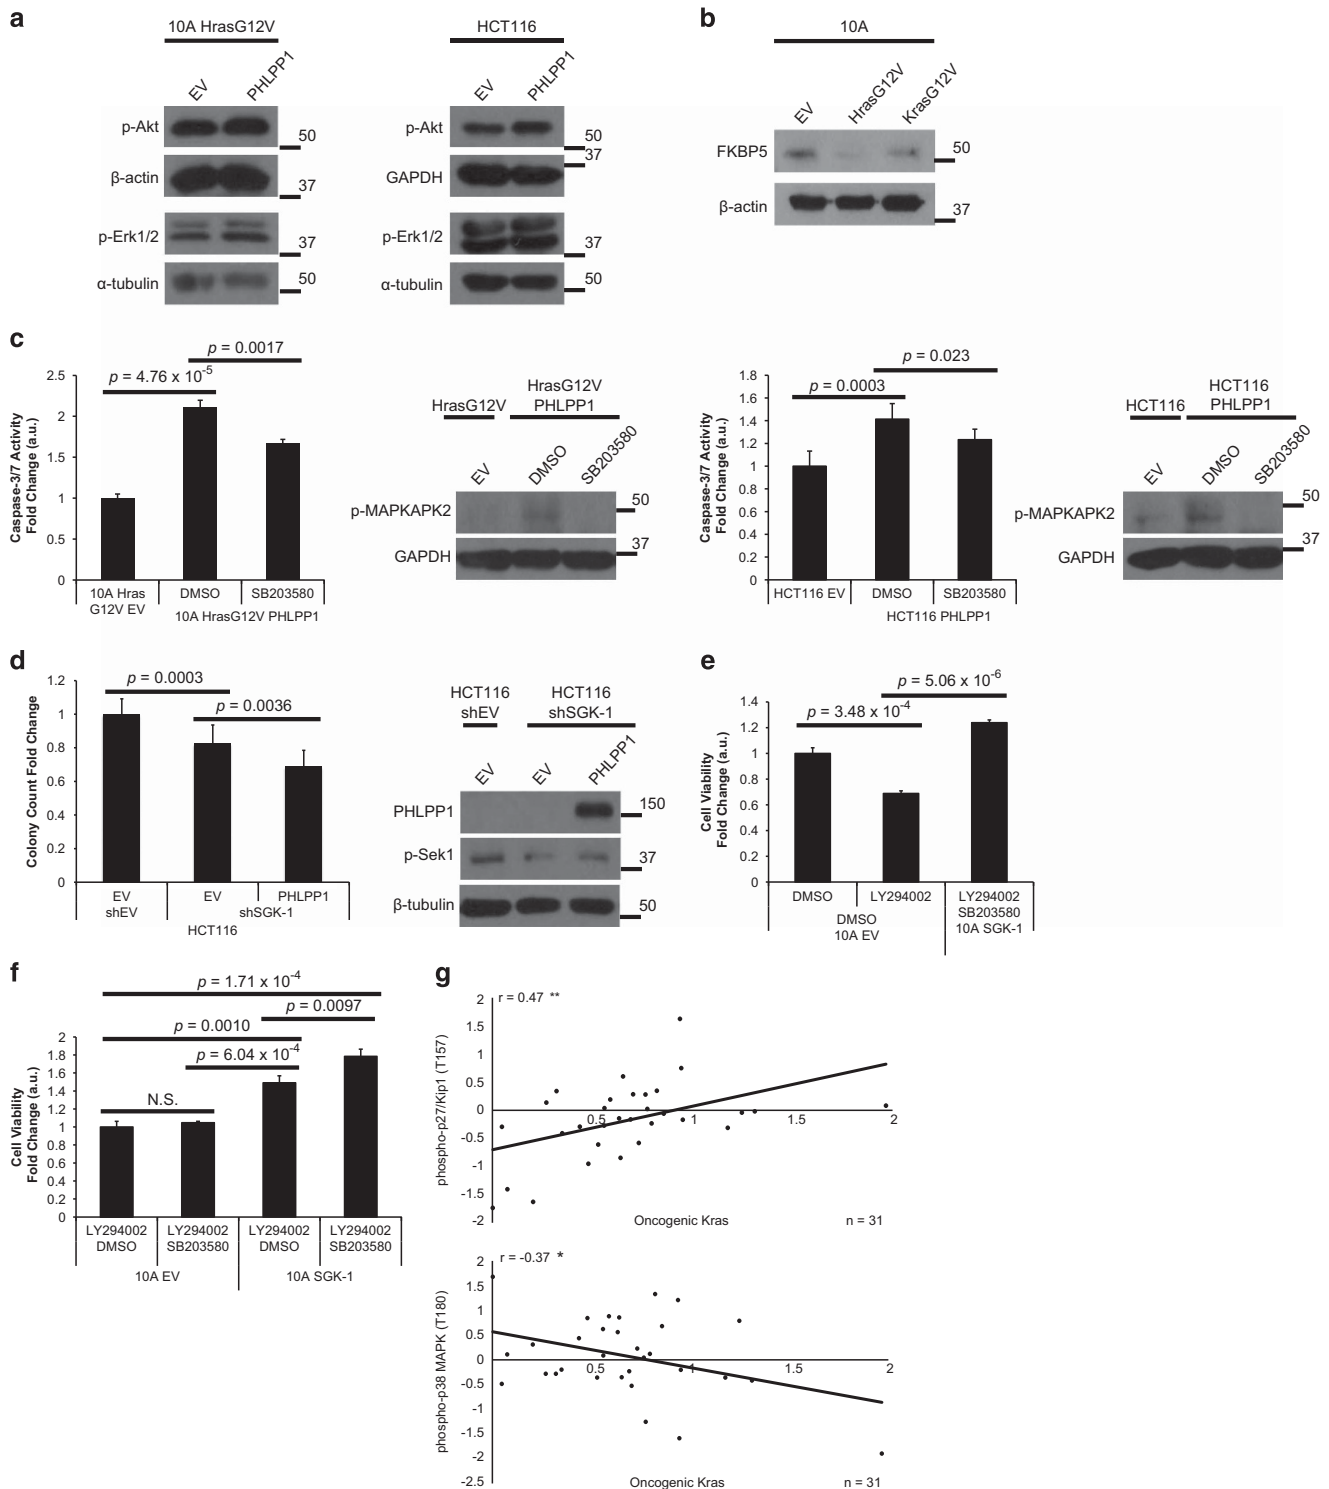 a
10A HrasG12V
EV
PHLPP1
p-Akt
50
β-actin
37
p-Erk1/2
37
α-tubulin
50
HCT116
EV
PHLPP1
p-Akt
50
37
GAPDH
p-Erk1/2
37
α-tubulin
50
b
10A
EV
HrasG12V
KrasG12V
FKBP5
50
β-actin
37
c
p = 0.0017
p = 4.76 x 10-5
Caspase-3/7 Activity
Fold Change (a.u.)
2.5
2
1.5
1
0.5
0
10A Hras
G12V EV
DMSO
SB203580
10A HrasG12V PHLPP1
HrasG12V
HrasG12V
PHLPP1
EV
DMSO
SB203580
p-MAPKAPK2
50
GAPDH
37
p = 0.023
p = 0.0003
Caspase-3/7 Activity
Fold Change (a.u.)
1.8
1.6
1.4
1.2
1
0.8
0.6
0.4
0.2
0
HCT116 EV
DMSO
SB203580
HCT116 PHLPP1
HCT116
HCT116
PHLPP1
EV
DMSO
SB203580
p-MAPKAPK2
50
GAPDH
37
d
p = 0.0003
p = 0.0036
Colony Count Fold Change
1.2
1
0.8
0.6
0.4
0.2
0
EV
shEV
EV
PHLPP1
shSGK-1
HCT116
HCT116
shEV
HCT116
shSGK-1
EV
EV
PHLPP1
PHLPP1
150
p-Sek1
37
β-tubulin
50
e
p = 5.06 x 10-6
p = 3.48 x 10-4
Cell Viability
Fold Change (a.u.)
1.4
1.2
1
0.8
0.6
0.4
0.2
0
DMSO
LY294002
DMSO
10A EV
LY294002
SB203580
10A SGK-1
f
p = 1.71 x 10-4
p = 0.0097
p = 0.0010
p = 6.04 x 10-4
N.S.
Cell Viability
Fold Change (a.u.)
2
1.8
1.6
1.4
1.2
1
0.8
0.6
0.4
0.2
0
LY294002
DMSO
LY294002
SB203580
LY294002
DMSO
LY294002
SB203580
10A EV
10A SGK-1
g
r = 0.47 **
phospho-p27/Kip1 (T157)
2
1.5
1
0.5
0
-0.5
-1
-1.5
-2
0.5
1
1.5
2
Oncogenic Kras
n = 31
r = -0.37 *
phospho-p38 MAPK (T180)
2
1.5
1
0.5
0
-0.5
-1
-1.5
-2
-2.5
0.5
1
1.5
2
Oncogenic Kras
n = 31